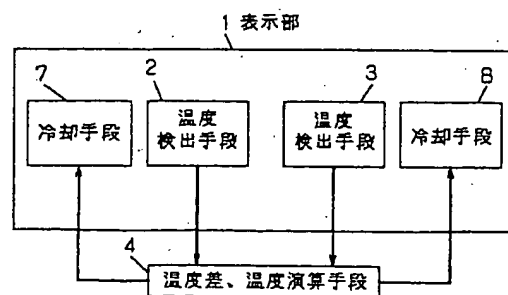 1 表示部
7
2
3
8
冷却手段
温度
検出手段
温度
検出手段
冷却手段
4
温度差、温度演算手段